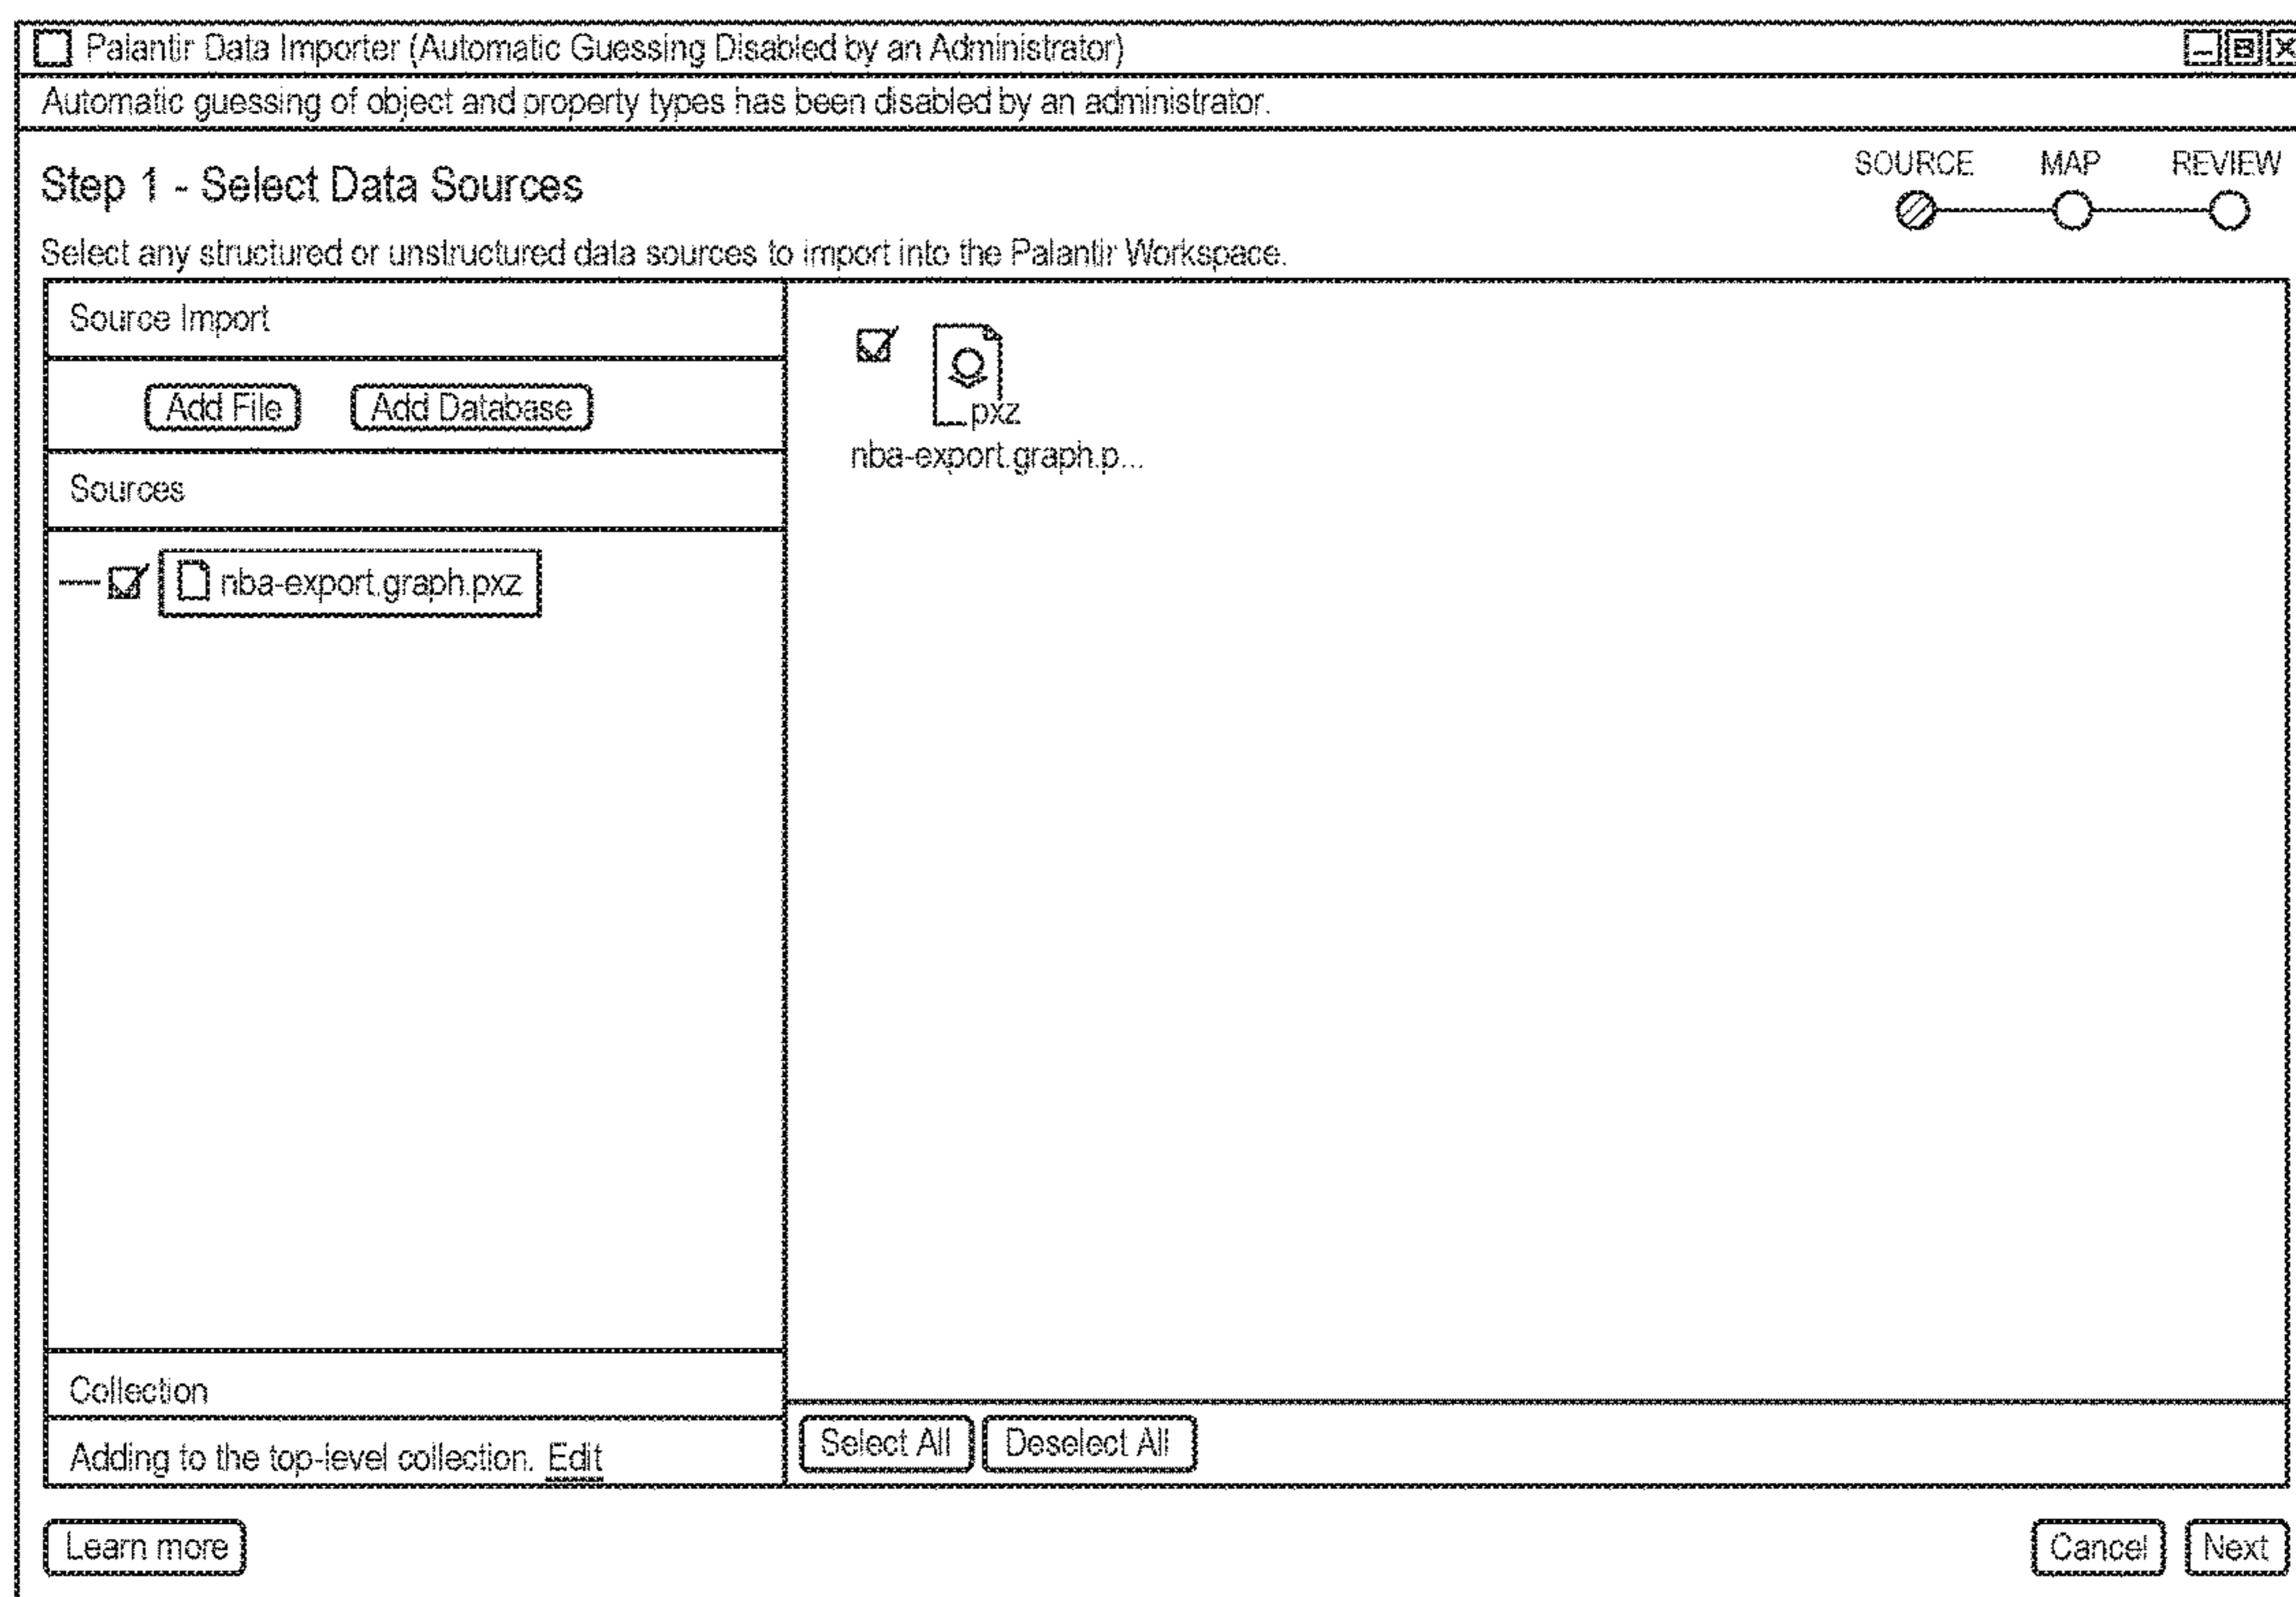 Palantir Data Importer (Automatic Guessing Disabled by an Administrator)
Automatic guessing of object and property types has been disabled by an administrator.
Step 1 - Select Data Sources
SOURCE MAP REVIEW
Select any structured or unstructured data sources to import into the Palantir Workspace.
Source Import
Add File Add Database
Sources
nba-export.graph.pxz
pxz
nba-export.graph.p...
Collection
Adding to the top-level collection. Edit
Select All Deselect All
Learn more
Cancel Next